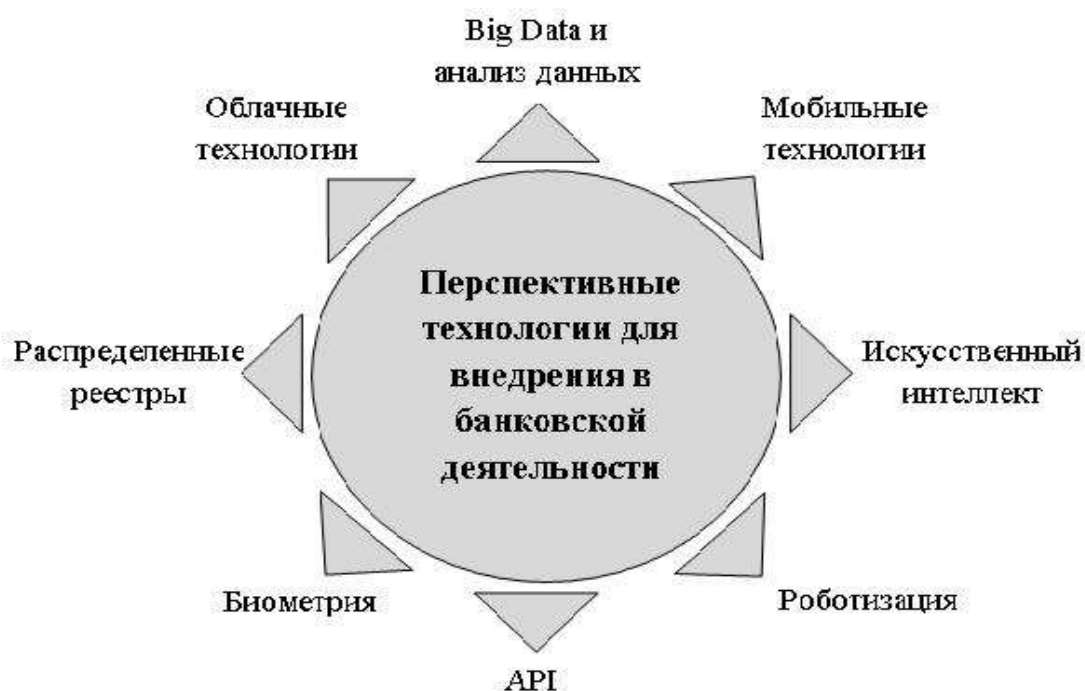 Big Data и
анализ данных
Облачные
технологии
Мобильные
технологии
Перспективные
технологии для
внедрения в
банковской
деятельности
Распределенные
реестры
Искусственный
интеллект
Биометрия
Роботизация
API